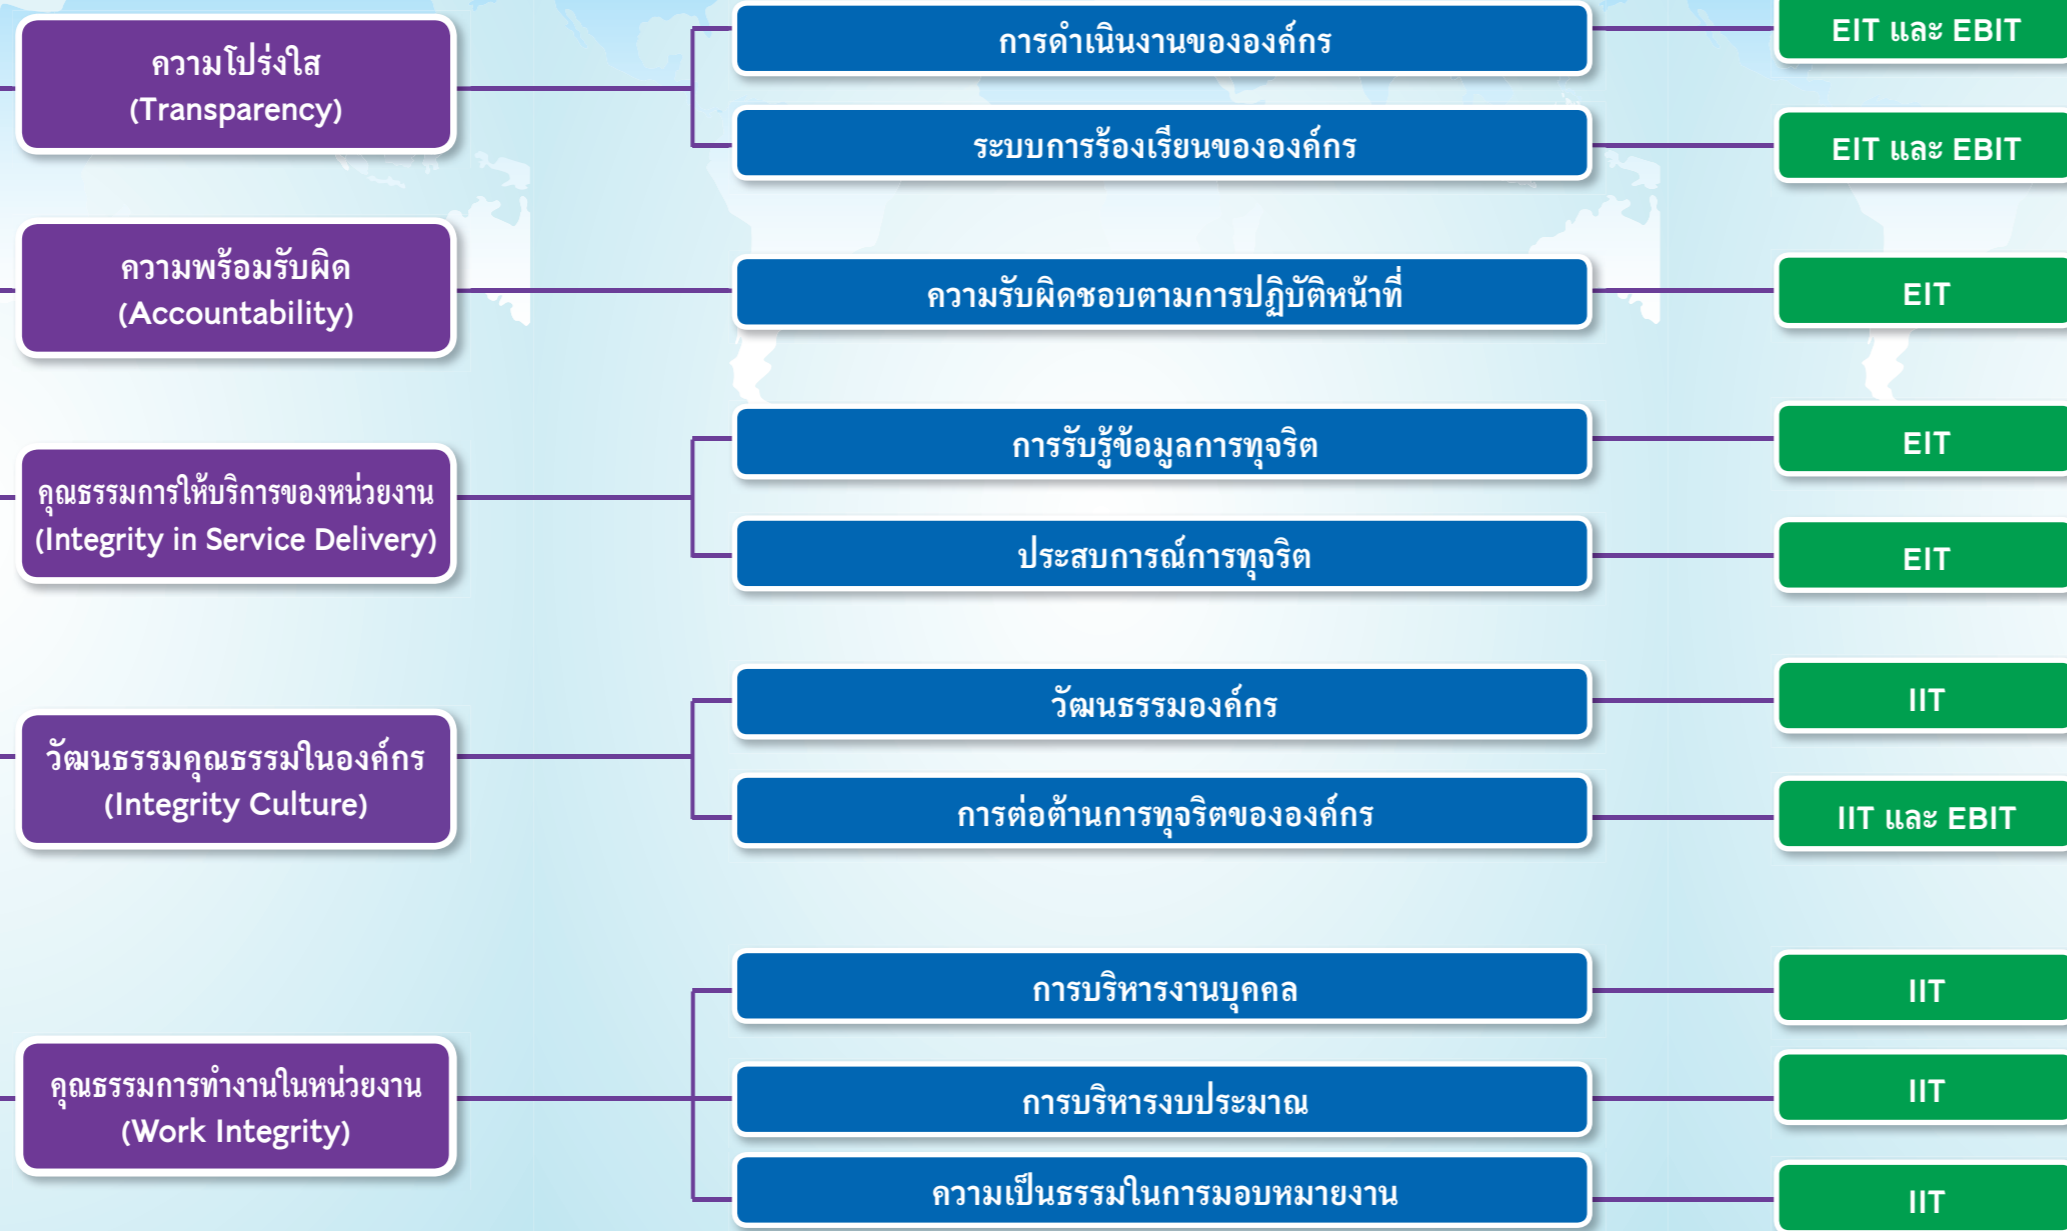 ความโปร่งใส
(Transparency)
การดำเนินงานขององค์กร
EIT และ EBIT
ระบบการร้องเรียนขององค์กร
EIT และ EBIT
ความพร้อมรับผิด
(Accountability)
ความรับผิดชอบตามการปฏิบัติหน้าที่
EIT
คุณธรรมการให้บริการของหน่วยงาน
(Integrity in Service Delivery)
การรับรู้ข้อมูลการทุจริต
EIT
ประสบการณ์การทุจริต
EIT
วัฒนธรรมคุณธรรมในองค์กร
(Integrity Culture)
วัฒนธรรมองค์กร
IIT
การต่อต้านการทุจริตขององค์กร
IIT และ EBIT
คุณธรรมการทำงานในหน่วยงาน
(Work Integrity)
การบริหารงานบุคคล
IIT
การบริหารงบประมาณ
IIT
ความเป็นธรรมในการมอบหมายงาน
IIT